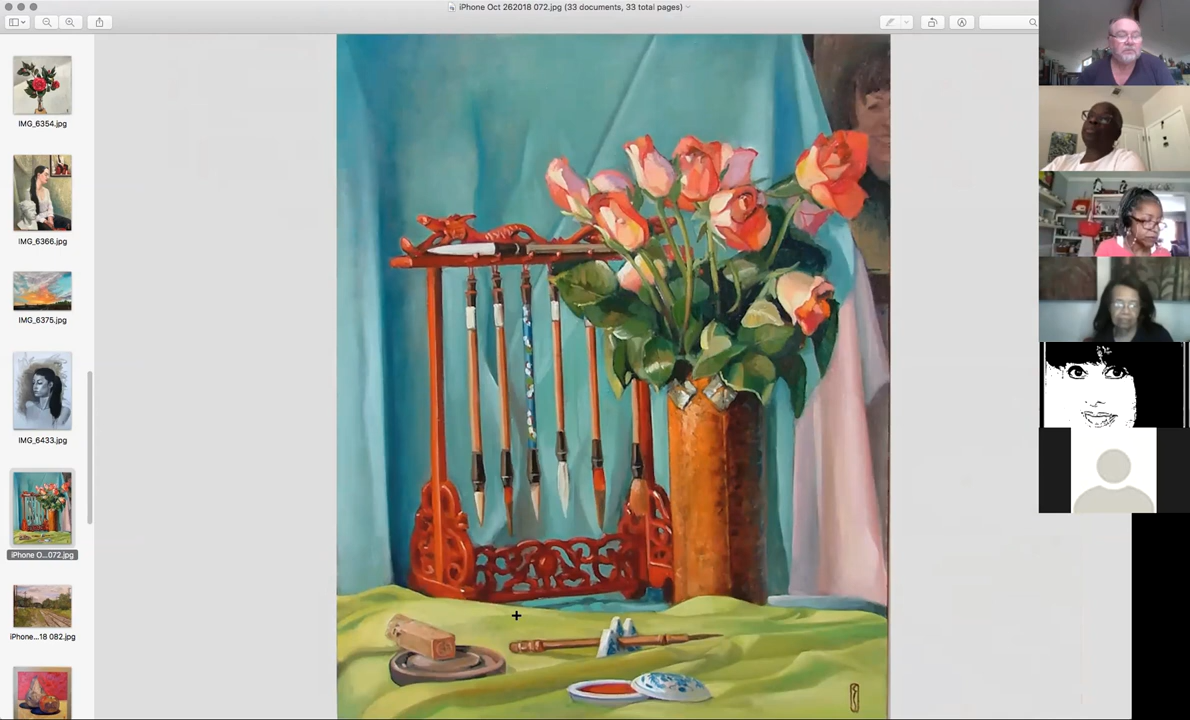 iPhone Oct 262018 072.jpg (33 documents, 33 total pages)
IMG_6354.jpg
IMG_6366.jpg
IMG_6375.jpg
IMG_6433.jpg
iPhone O...072.jpg
iPhone...18 082.jpg